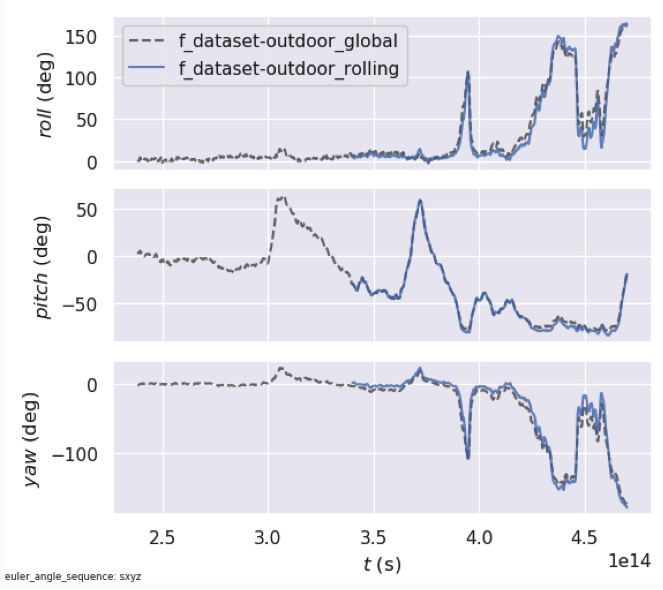 f_dataset-outdoor_global
f_dataset-outdoor_rolling
roll (deg)
150
100
50
0
pitch (deg)
50
0
−50
yaw (deg)
0
−100
2.5 3.0 3.5 4.0 4.5
1e14
t (s)
euler_angle_sequence: sxyz